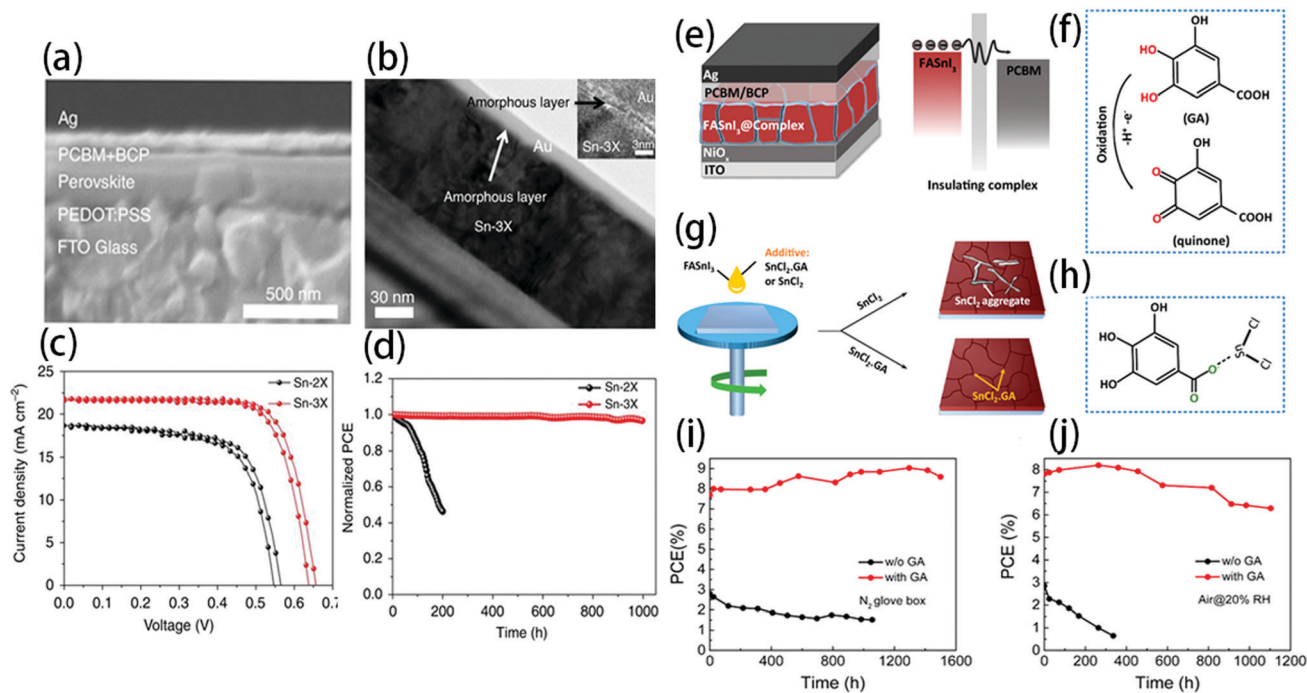 (a)
Ag
PCBM+BCP
Perovskite
PEDOT:PSS
FTO Glass
500 nm
(b)
Amorphous layer
Au
Sn-3X
3nm
Au
Amorphous layer
Sn-3X
30 nm
(c)
25
20
15
10
5
0
0.0 0.1 0.2 0.3 0.4 0.5 0.6 0.7
Current density (mA cm⁻²)
Voltage (V)
Sn-2X
Sn-3X
(d)
1.2
1.0
0.8
0.6
0.4
0.2
0.0
0 200 400 600 800 1000
Normalized PCE
Time (h)
Sn-2X
Sn-3X
(e)
Ag
PCBM/BCP
FASnI₃@Complex
NiOₓ
ITO
FASnI₃
PCBM
Insulating complex
(f)
OH
HO
HO
COOH
(GA)
Oxidation
-H⁺ -e⁻
OH
O
O
COOH
(quinone)
(g)
FASnI₃
Additive:
SnCl₂.GA
or SnCl₂
SnCl₂
SnCl₂.GA
SnCl₂ aggregate
SnCl₂.GA
(h)
OH
HO
HO
O
O
Sn
Cl
Cl
(i)
9
8
7
6
5
4
3
2
1
0
0 400 800 1200 1600
PCE(%)
Time (h)
w/o GA
with GA
N₂ glove box
(j)
9
8
7
6
5
4
3
2
1
0
0 200 400 600 800 1000 1200
PCE (%)
Time (h)
w/o GA
with GA
Air@20% RH